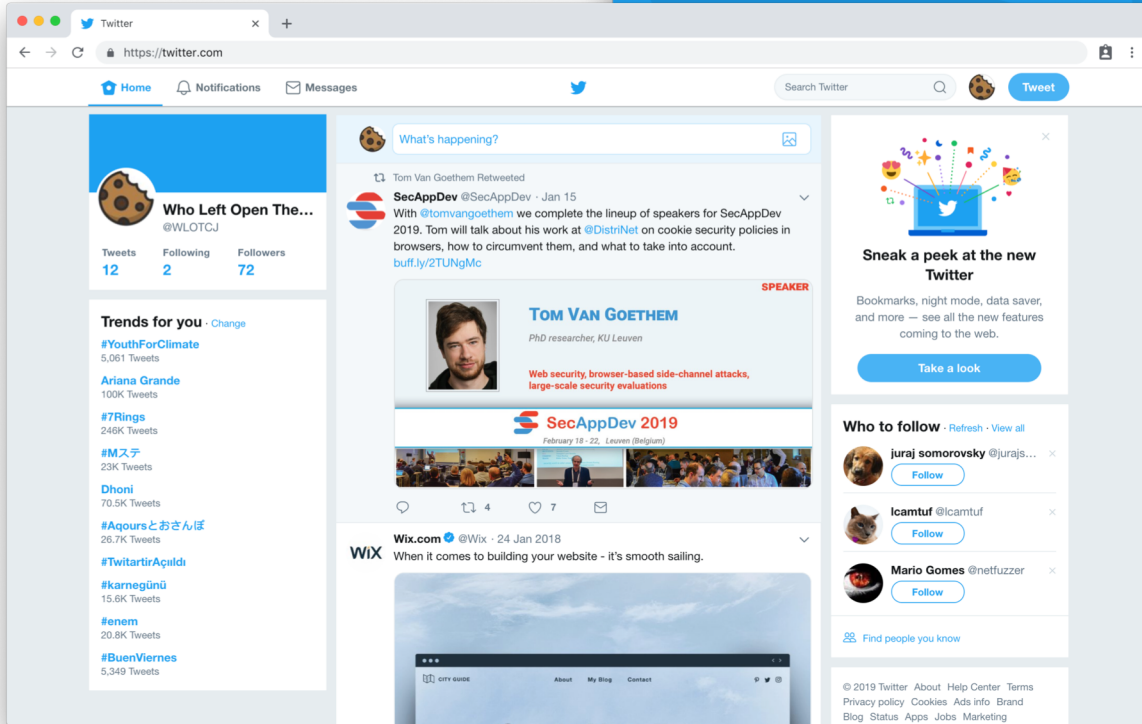 Twitter
https://twitter.com
Home
Notifications
Messages
Search Twitter
Tweet
Who Left Open The...
@WLOTCJ
Tweets Following Followers
12 2 72
Trends for you · Change
#YouthForClimate
5,061 Tweets
Ariana Grande
100K Tweets
#7Rings
246K Tweets
#Mステ
23K Tweets
Dhoni
70.5K Tweets
#Aqoursとおさんぽ
26.7K Tweets
#TwitartirAçıldı
#karnegünü
15.6K Tweets
#enem
20.8K Tweets
#BuenViernes
5,349 Tweets
What's happening?
Tom Van Goethem Retweeted
SecAppDev @SecAppDev · Jan 15
With @tomvangoethem we complete the lineup of speakers for SecAppDev
2019. Tom will talk about his work at @DistriNet on cookie security policies in
browsers, how to circumvent them, and what to take into account.
buff.ly/2TUNgMc
SPEAKER
Tom Van Goethem
PhD researcher, KU Leuven
Web security, browser-based side-channel attacks,
large-scale security evaluations
SecAppDev 2019
February 18 - 22, Leuven (Belgium)
4 7
Wix.com @Wix · 24 Jan 2018
WiX
When it comes to building your website - it's smooth sailing.
CITY GUIDE
About My Blog Contact
Sneak a peek at the new
Twitter
Bookmarks, night mode, data saver,
and more — see all the new features
coming to the web.
Take a look
Who to follow · Refresh · View all
juraj somorovsky @jurajs...
Follow
lcamtuf @lcamtuf
Follow
Mario Gomes @netfuzzer
Follow
Find people you know
© 2019 Twitter About Help Center Terms
Privacy policy Cookies Ads info Brand
Blog Status Apps Jobs Marketing